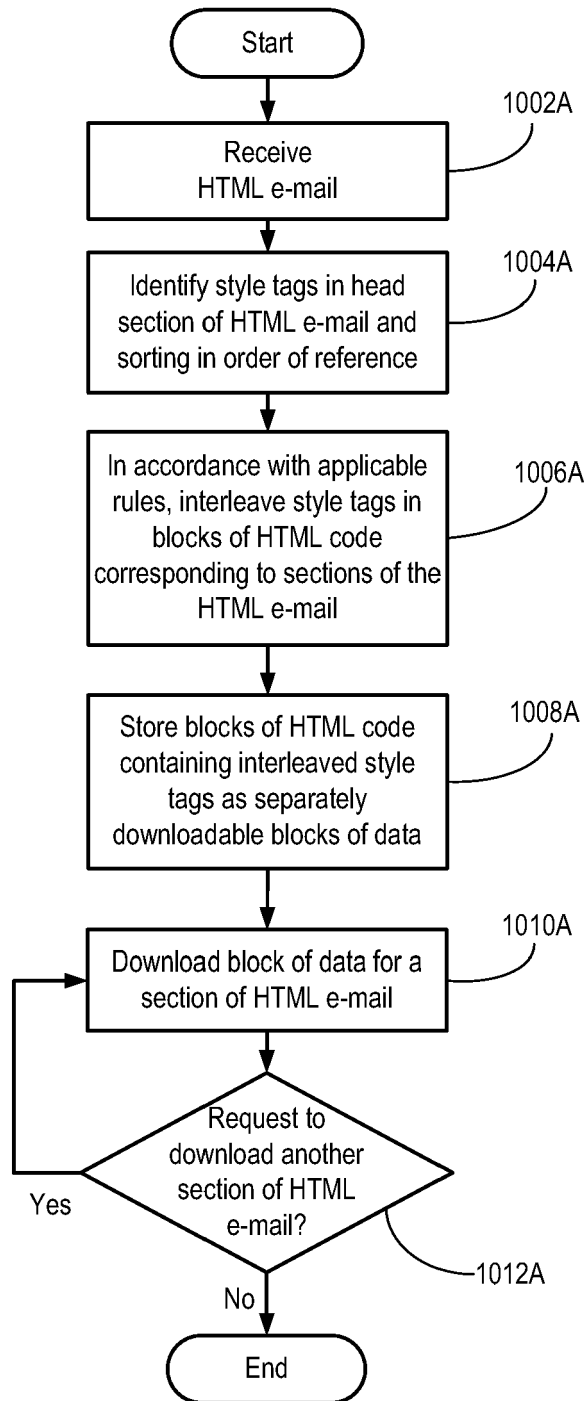 Start
1002A
Receive
HTML e-mail
1004A
Identify style tags in head
section of HTML e-mail and
sorting in order of reference
1006A
In accordance with applicable
rules, interleave style tags in
blocks of HTML code
corresponding to sections of the
HTML e-mail
1008A
Store blocks of HTML code
containing interleaved style
tags as separately
downloadable blocks of data
1010A
Download block of data for a
section of HTML e-mail
Request to
download another
section of HTML
e-mail?
Yes
1012A
No
End